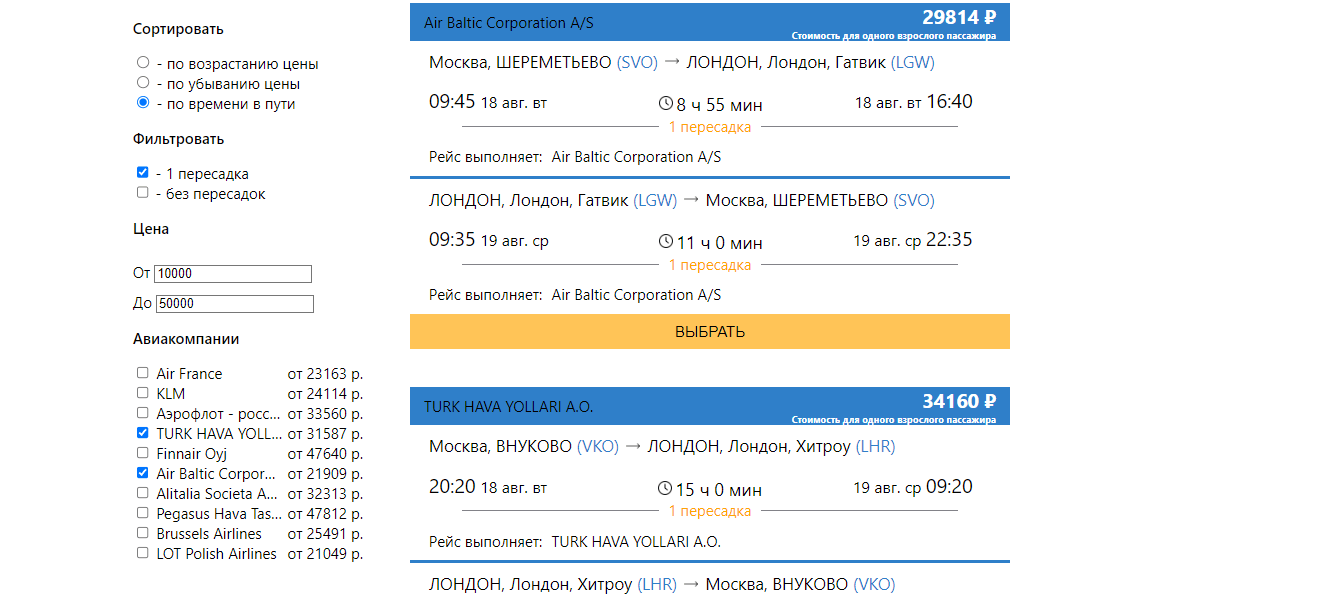 Сортировать
- по возрастанию цены
- по убыванию цены
- по времени в пути
Фильтровать
- 1 пересадка
- без пересадок
Цена
От 10000
До 50000
Авиакомпании
Air France от 23163 р.
KLM от 24114 р.
Аэрофлот - росс... от 33560 р.
TURK HAVA YOLL... от 31587 р.
Finnair Oyj от 47640 р.
Air Baltic Corpor... от 21909 р.
Alitalia Societa A... от 32313 р.
Pegasus Hava Tas... от 47812 р.
Brussels Airlines от 25491 р.
LOT Polish Airlines от 21049 р.
Air Baltic Corporation A/S 29814 ₽
Стоимость для одного взрослого пассажира
Москва, ШЕРЕМЕТЬЕВО (SVO) → ЛОНДОН, Лондон, Гатвик (LGW)
09:45 18 авг. вт 8 ч 55 мин 18 авг. вт 16:40
1 пересадка
Рейс выполняет: Air Baltic Corporation A/S
ЛОНДОН, Лондон, Гатвик (LGW) → Москва, ШЕРЕМЕТЬЕВО (SVO)
09:35 19 авг. ср 11 ч 0 мин 19 авг. ср 22:35
1 пересадка
Рейс выполняет: Air Baltic Corporation A/S
ВЫБРАТЬ
TURK HAVA YOLLARI A.O. 34160 ₽
Стоимость для одного взрослого пассажира
Москва, ВНУКОВО (VKO) → ЛОНДОН, Лондон, Хитроу (LHR)
20:20 18 авг. вт 15 ч 0 мин 19 авг. ср 09:20
1 пересадка
Рейс выполняет: TURK HAVA YOLLARI A.O.
ЛОНДОН, Лондон, Хитроу (LHR) → Москва, ВНУКОВО (VKO)